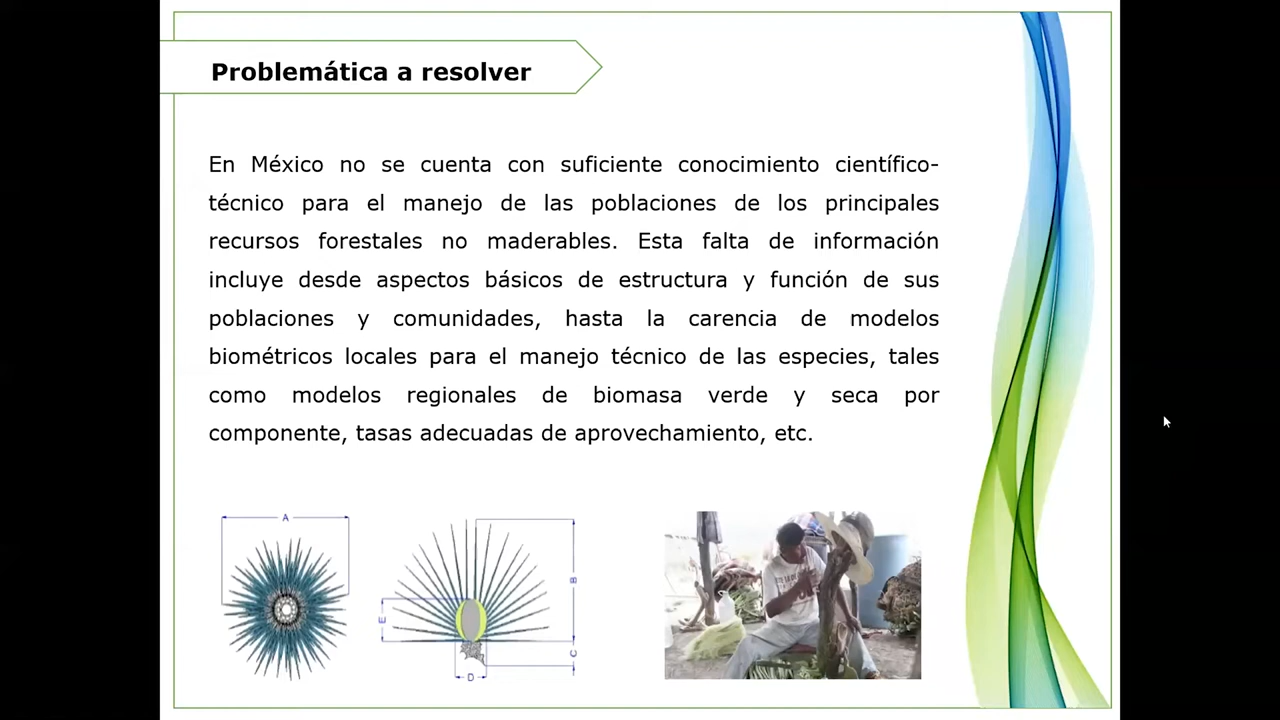 Problemática a resolver
En México no se cuenta con suficiente conocimiento científico-
técnico para el manejo de las poblaciones de los principales
recursos forestales no maderables. Esta falta de información
incluye desde aspectos básicos de estructura y función de sus
poblaciones y comunidades, hasta la carencia de modelos
biométricos locales para el manejo técnico de las especies, tales
como modelos regionales de biomasa verde y seca por
componente, tasas adecuadas de aprovechamiento, etc.
A
B
E
C
D